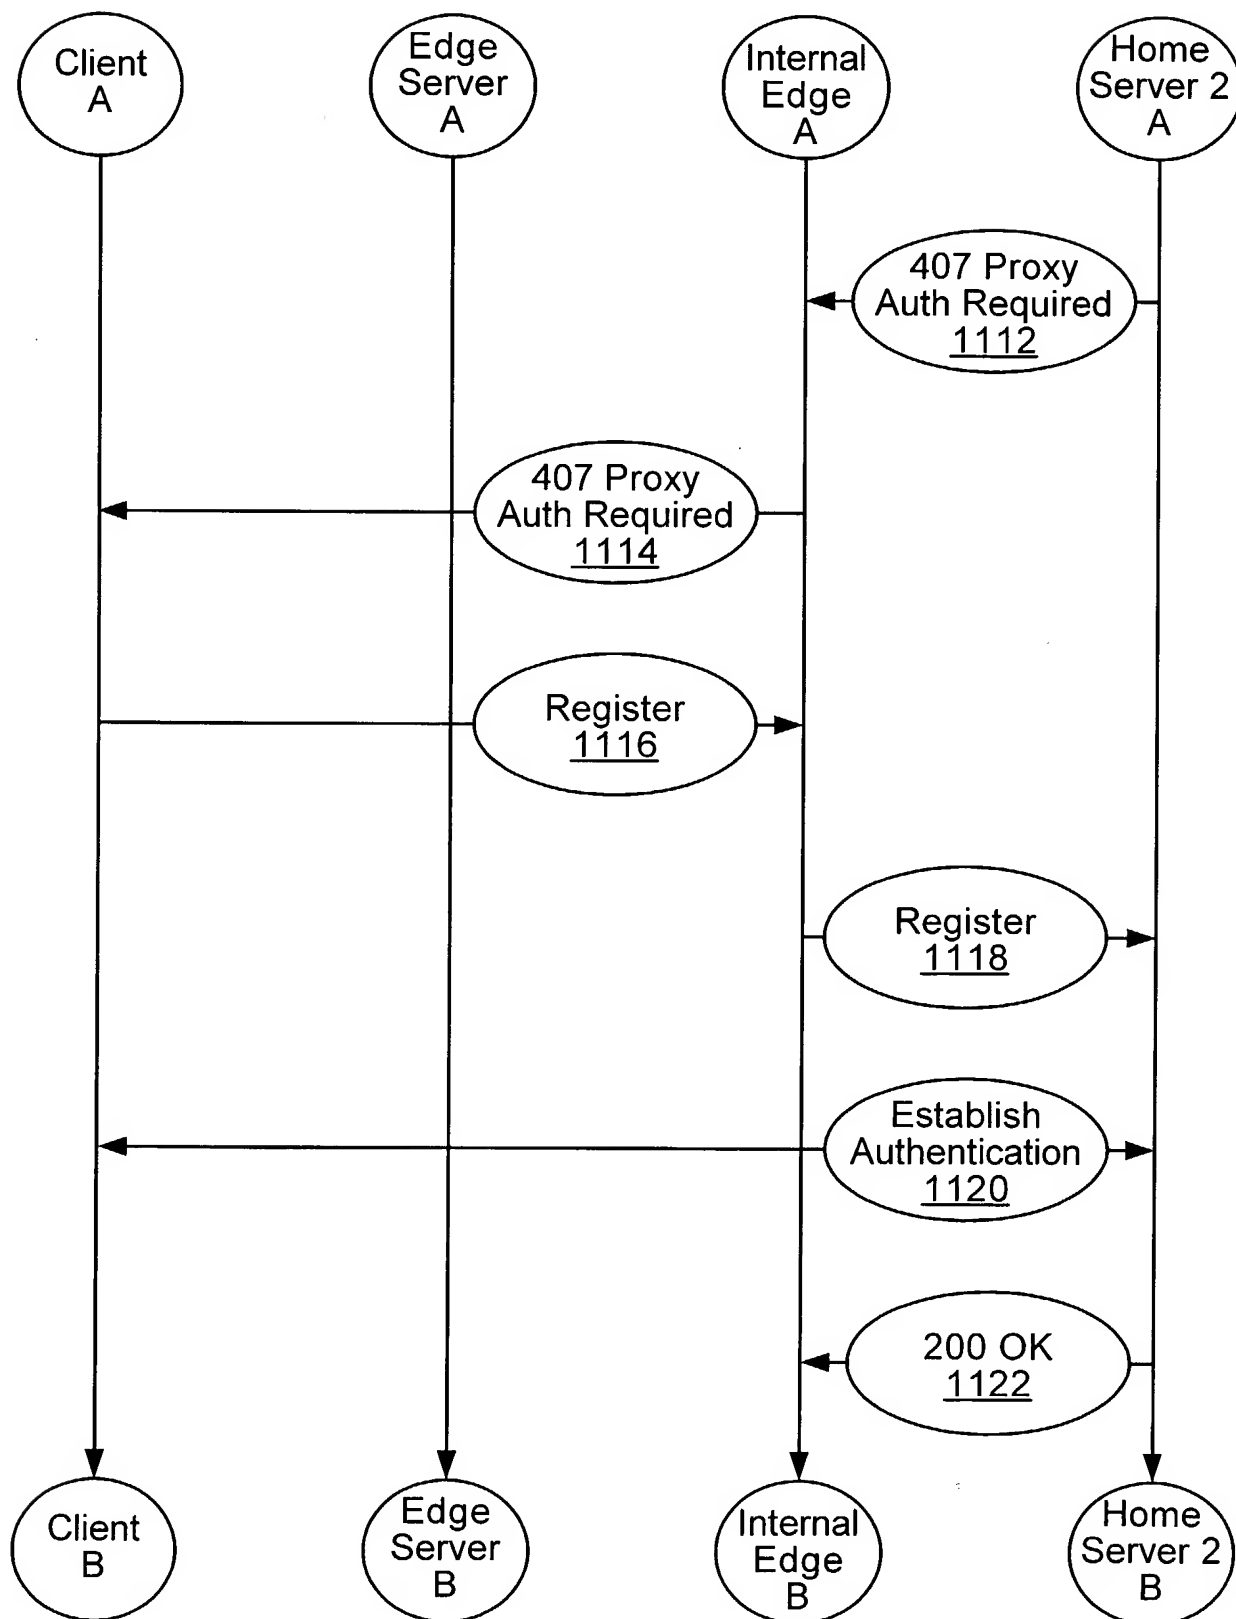 Client
A
Edge
Server
A
Internal
Edge
A
Home
Server 2
A
407 Proxy
Auth Required
1112
407 Proxy
Auth Required
1114
Register
1116
Register
1118
Establish
Authentication
1120
200 OK
1122
Client
B
Edge
Server
B
Internal
Edge
B
Home
Server 2
B